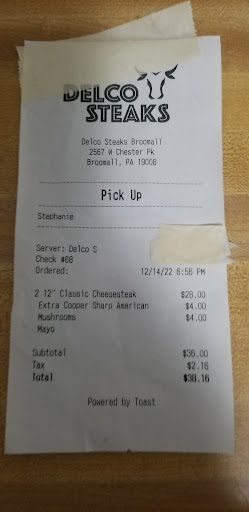 DELCO
STEAKS
Delco Steaks Broomall
2567 W Chester Pk
Broomall, PA 19008
Pick Up
Stephanie
Server: Delco S
Check #68
Ordered: 12/14/22 6:56 PM
2 12" Classic Cheesesteak $28.00
Extra Cooper Sharp American $4.00
Mushrooms $4.00
Mayo
Subtotal $36.00
Tax $2.16
Total $38.16
Powered by Toast